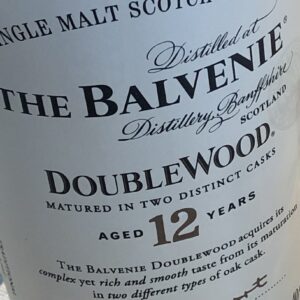 SINGLE MALT SCOTCH
Distilled at
THE BALVENIE
Distillery, Banffshire
SCOTLAND
DOUBLEWOOD
MATURED IN TWO DISTINCT CASKS
AGED 12 YEARS
THE BALVENIE DOUBLEWOOD acquires its
complex yet rich and smooth taste from its maturation
in two different types of oak cask.